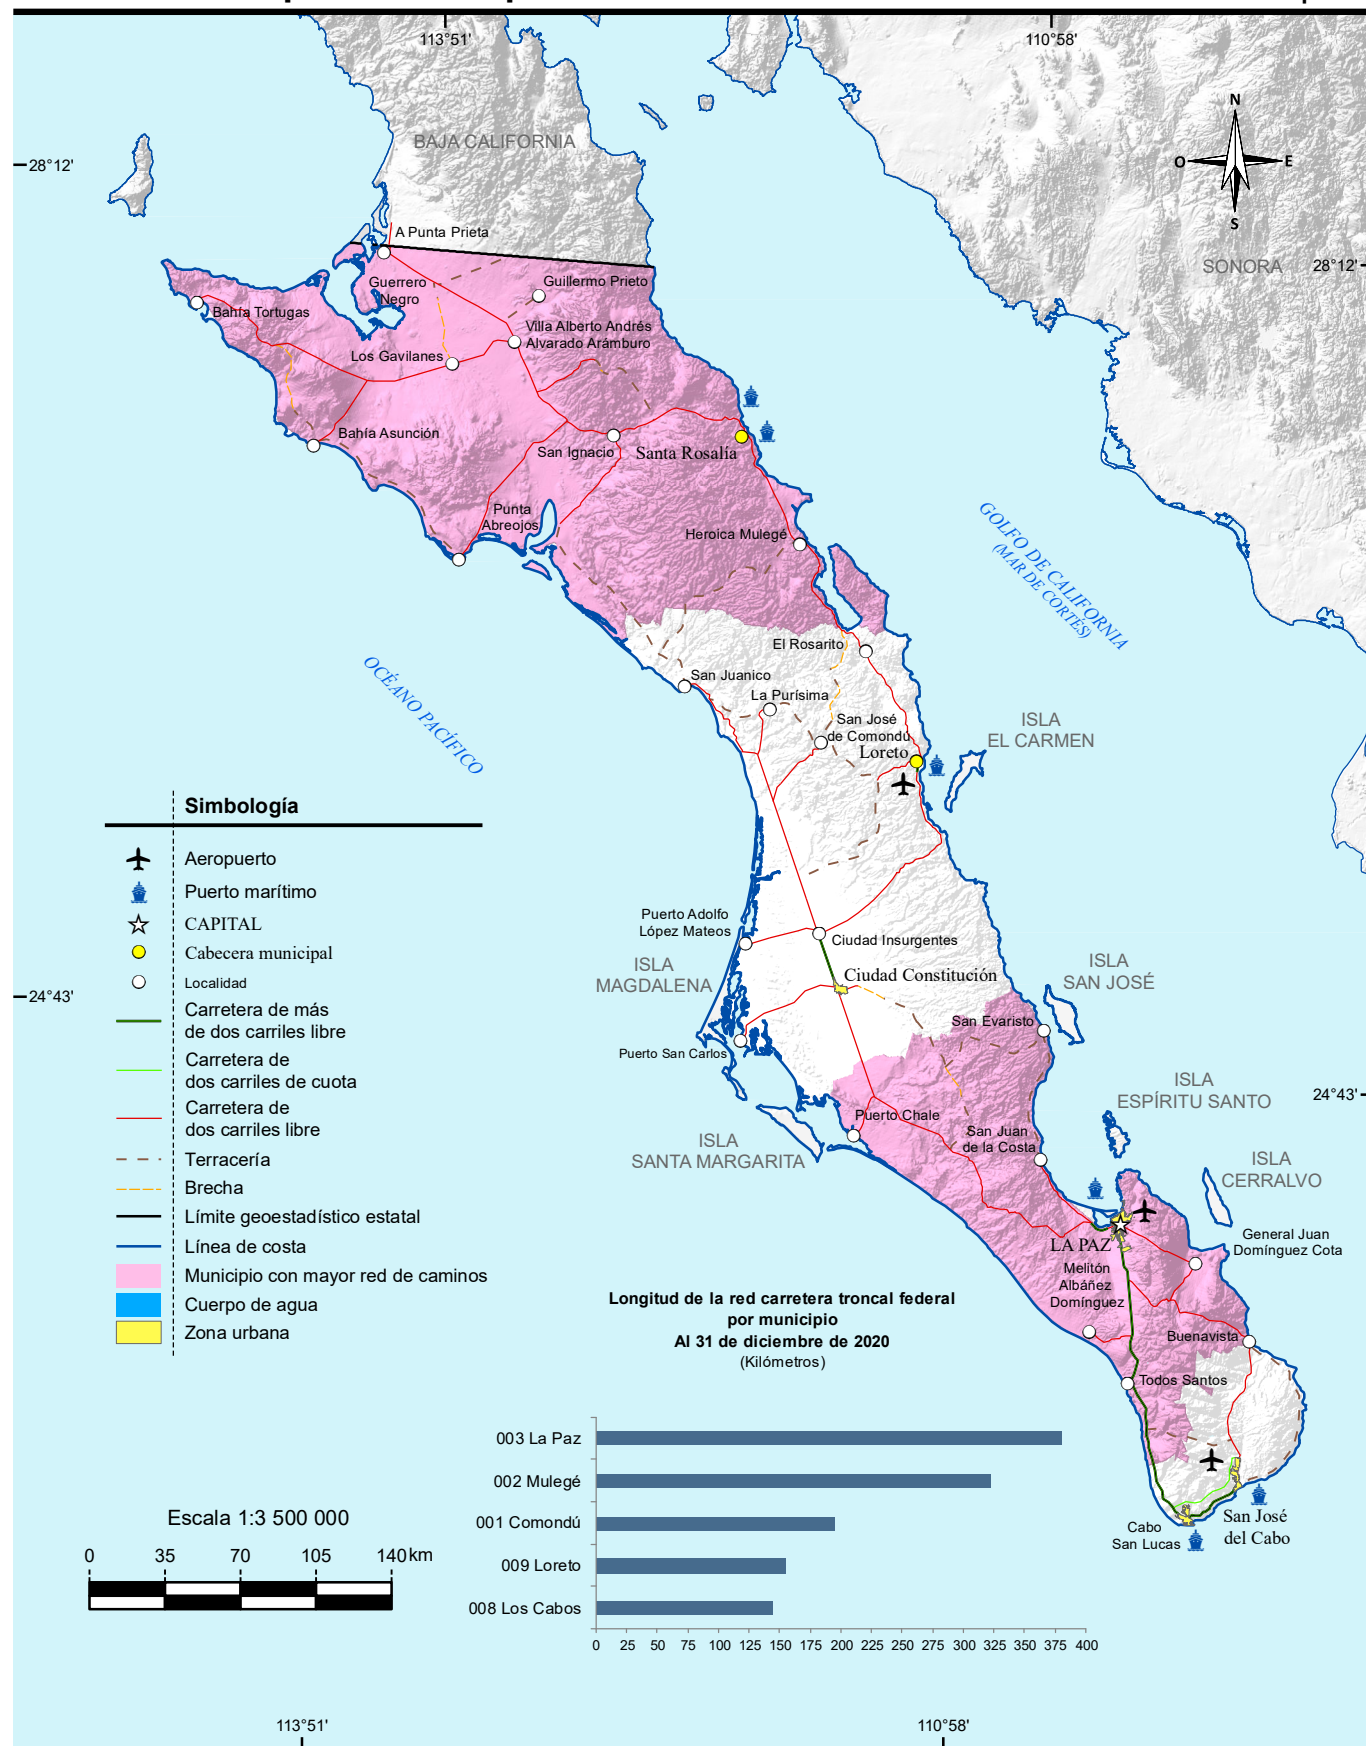 113°51'
110°58'
28°12'
BAJA CALIFORNIA
N
O
E
S
A Punta Prieta
SONORA
28°12'
Guerrero
Negro
Guillermo Prieto
Bahía Tortugas
Villa Alberto Andrés
Alvarado Arámburo
Los Gavilanes
Bahía Asunción
San Ignacio
Santa Rosalía
Punta
Abreojos
Heroica Mulegé
GOLFO DE CALIFORNIA
(MAR DE CORTÉS)
El Rosarito
OCÉANO PACÍFICO
San Juanico
La Purísima
San José
de Comondú
Loreto
ISLA
EL CARMEN
Simbología
Aeropuerto
Puerto marítimo
CAPITAL
Cabecera municipal
Localidad
Carretera de más
de dos carriles libre
Carretera de
dos carriles de cuota
Carretera de
dos carriles libre
Terracería
Brecha
Límite geoestadístico estatal
Línea de costa
Municipio con mayor red de caminos
Cuerpo de agua
Zona urbana
Puerto Adolfo
López Mateos
Ciudad Insurgentes
ISLA
MAGDALENA
Ciudad Constitución
ISLA
SAN JOSÉ
24°43'
San Evaristo
Puerto San Carlos
ISLA
ESPÍRITU SANTO
24°43'
Puerto Chale
San Juan
de la Costa
ISLA
SANTA MARGARITA
ISLA
CERRALVO
LA PAZ
General Juan
Domínguez Cota
Melitón
Albáñez
Domínguez
Buenavista
Todos Santos
San José
del Cabo
Cabo
San Lucas
Longitud de la red carretera troncal federal
por municipio
Al 31 de diciembre de 2020
(Kilómetros)
003 La Paz
002 Mulegé
001 Comondú
009 Loreto
008 Los Cabos
0 25 50 75 100 125 150 175 200 225 250 275 300 325 350 375 400
Escala 1:3 500 000
0 35 70 105 140 km
113°51'
110°58'